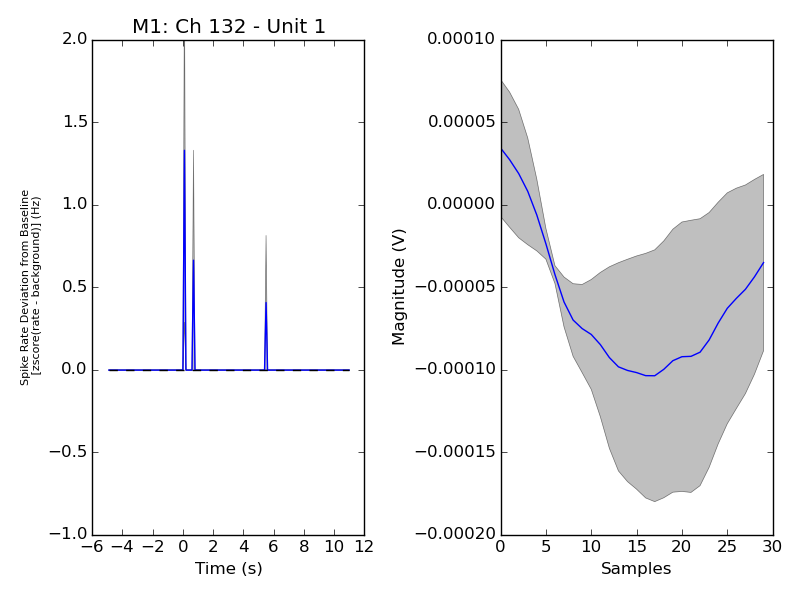 M1: Ch 132 - Unit 1
2.0
1.5
1.0
0.5
0.0
−0.5
−1.0
−6 −4 −2 0 2 4 6 8 10 12
Time (s)
Spike Rate Deviation from Baseline
[zscore(rate - background)] (Hz)
0.00010
0.00005
0.00000
−0.00005
−0.00010
−0.00015
−0.00020
0 5 10 15 20 25 30
Samples
Magnitude (V)